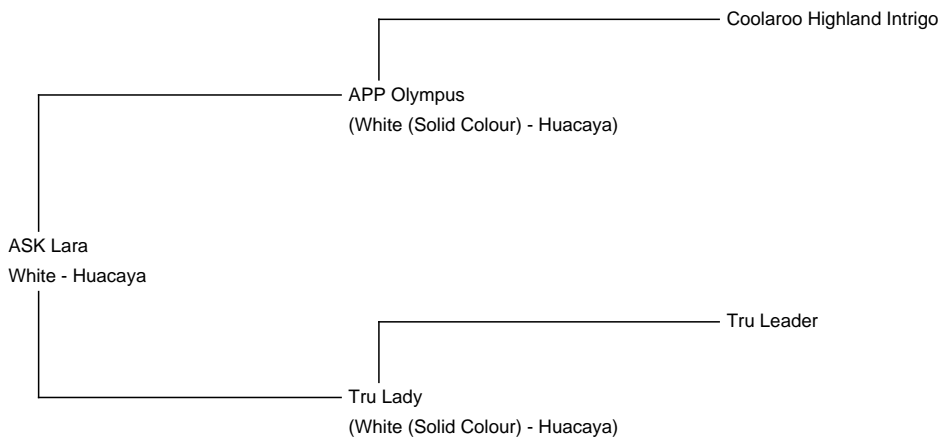 Coolaroo Highland Intrigo
APP Olympus
(White (Solid Colour) - Huacaya)
ASK Lara
White - Huacaya
Tru Leader
Tru Lady
(White (Solid Colour) - Huacaya)